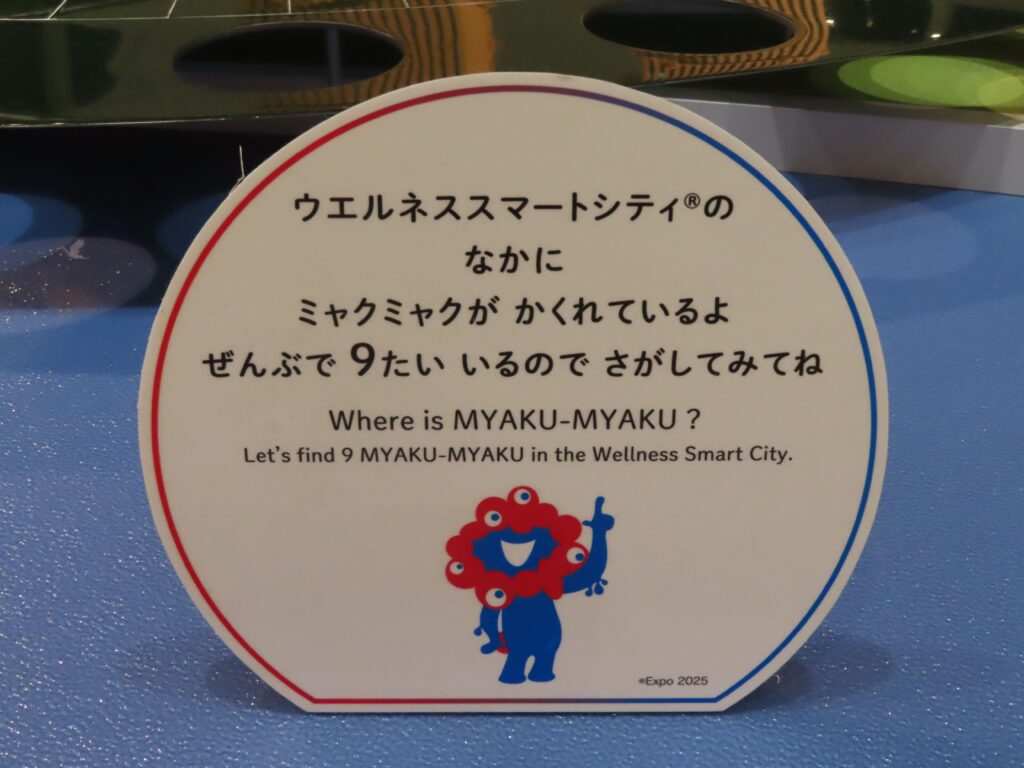 ウエルネススマートシティ®の
なかに
ミャクミャクが かくれているよ
ぜんぶで 9たい いるので さがしてみてね
Where is MYAKU-MYAKU ?
Let's find 9 MYAKU-MYAKU in the Wellness Smart City.
©Expo 2025